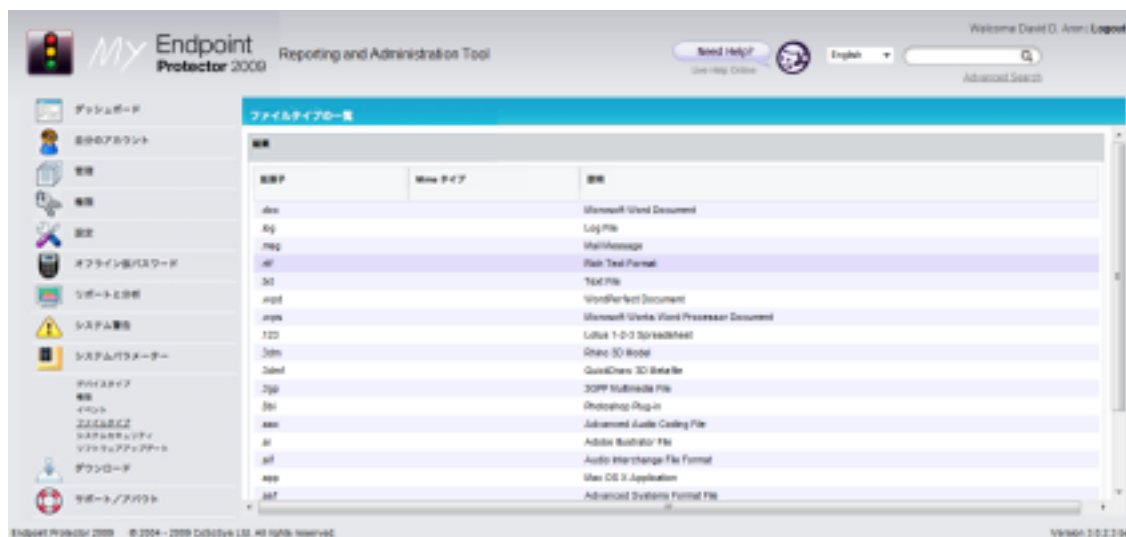 Welcome David D. Anm | Logout
My Endpoint Protector 2009
Reporting and Administration Tool
Need Help?
Live Help Online
English
Advanced Search
ダッシュボード
自分のアカウント
管理
権限
設定
オフライン仮パスワード
リポートと分析
システム警告
システムパラメーター
デバイスタイプ
権限
イベント
ファイルタイプ
システムセキュリティ
ソフトウェアアップデート
ダウンロード
サポート/アバウト
ファイルタイプの一覧
結果
拡張子 Mime タイプ 説明
.doc Microsoft Word Document
.log Log File
.msg Mail Message
.rtf Rich Text Format
.txt Text File
.wpd WordPerfect Document
.wps Microsoft Works Word Processor Document
.123 Lotus 1-2-3 Spreadsheet
.3dm Rhino 3D Model
.3dmf QuickDraw 3D Metafile
.3gp 3GPP Multimedia File
.8bi Photoshop Plug-in
.aac Advanced Audio Coding File
.ai Adobe Illustrator File
.aif Audio Interchange File Format
.app Mac OS X Application
.asf Advanced Systems Format File
Endpoint Protector 2009 © 2004 - 2009 CoSoSys Ltd. All rights reserved.
Version 3.0.2.3